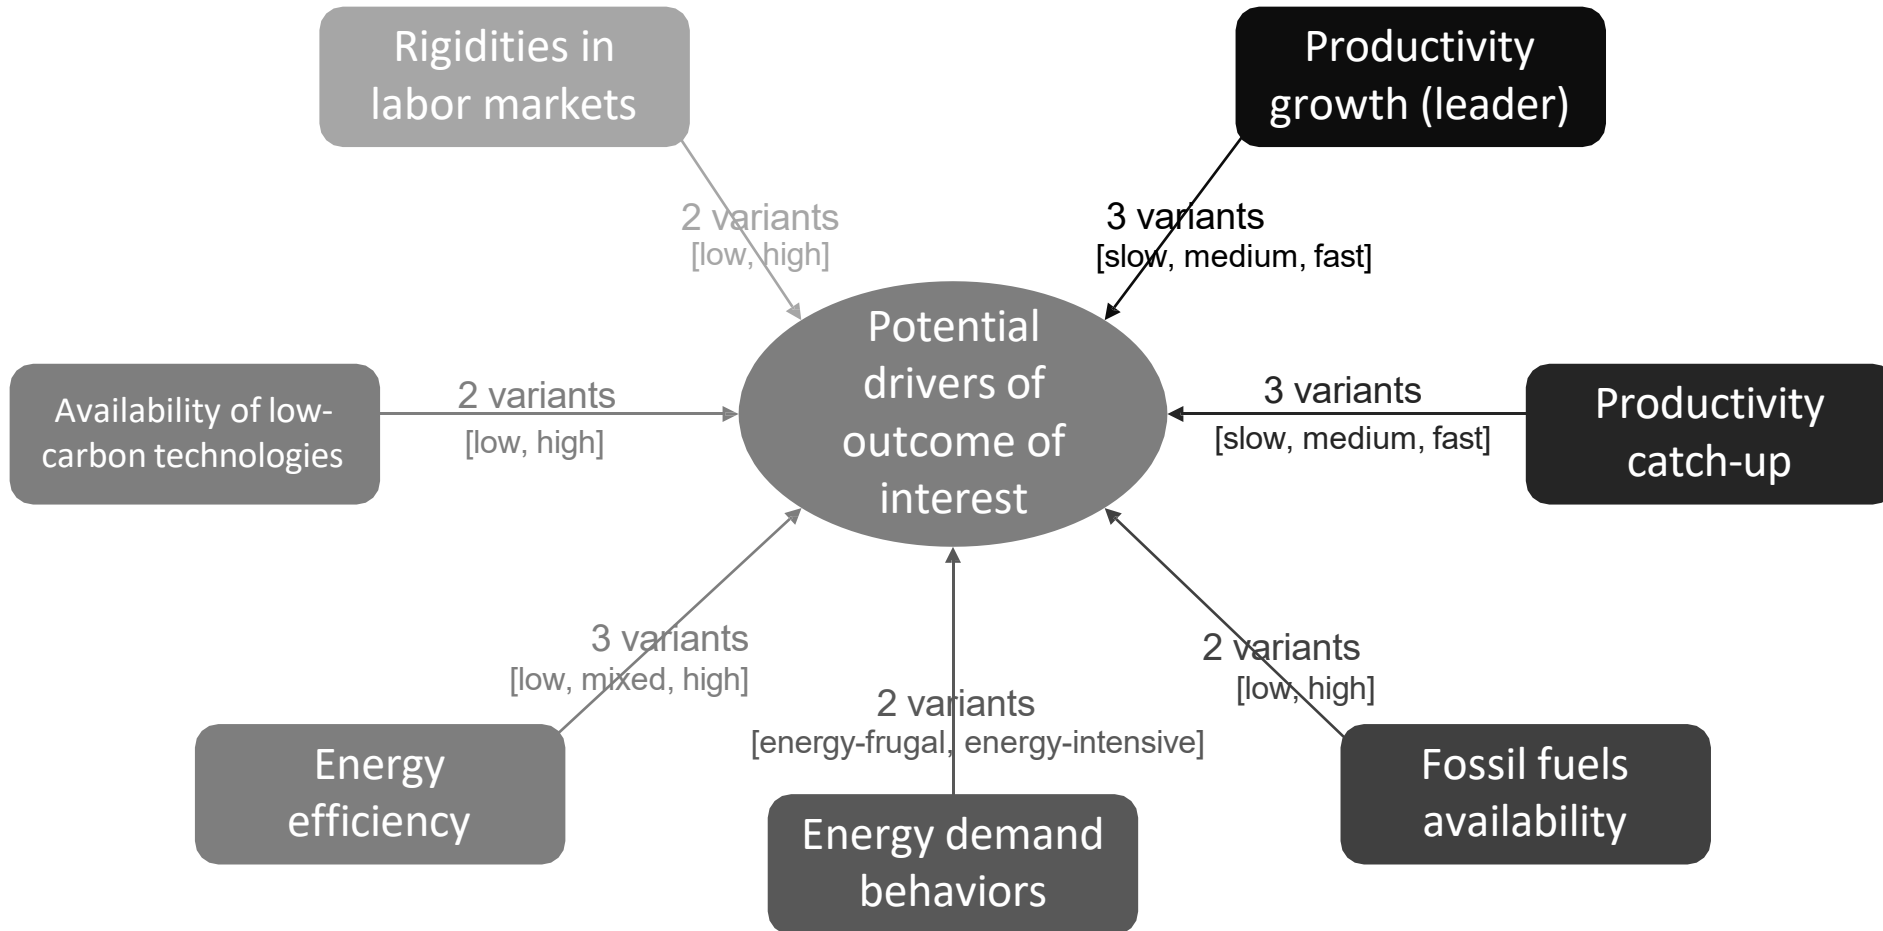 Rigidities in
labor markets
Productivity
growth (leader)
2 variants
[low, high]
3 variants
[slow, medium, fast]
Potential
drivers of
outcome of
interest
Availability of low-
carbon technologies
2 variants
[low, high]
3 variants
[slow, medium, fast]
Productivity
catch-up
3 variants
[low, mixed, high]
2 variants
[energy-frugal, energy-intensive]
2 variants
[low, high]
Energy
efficiency
Energy demand
behaviors
Fossil fuels
availability